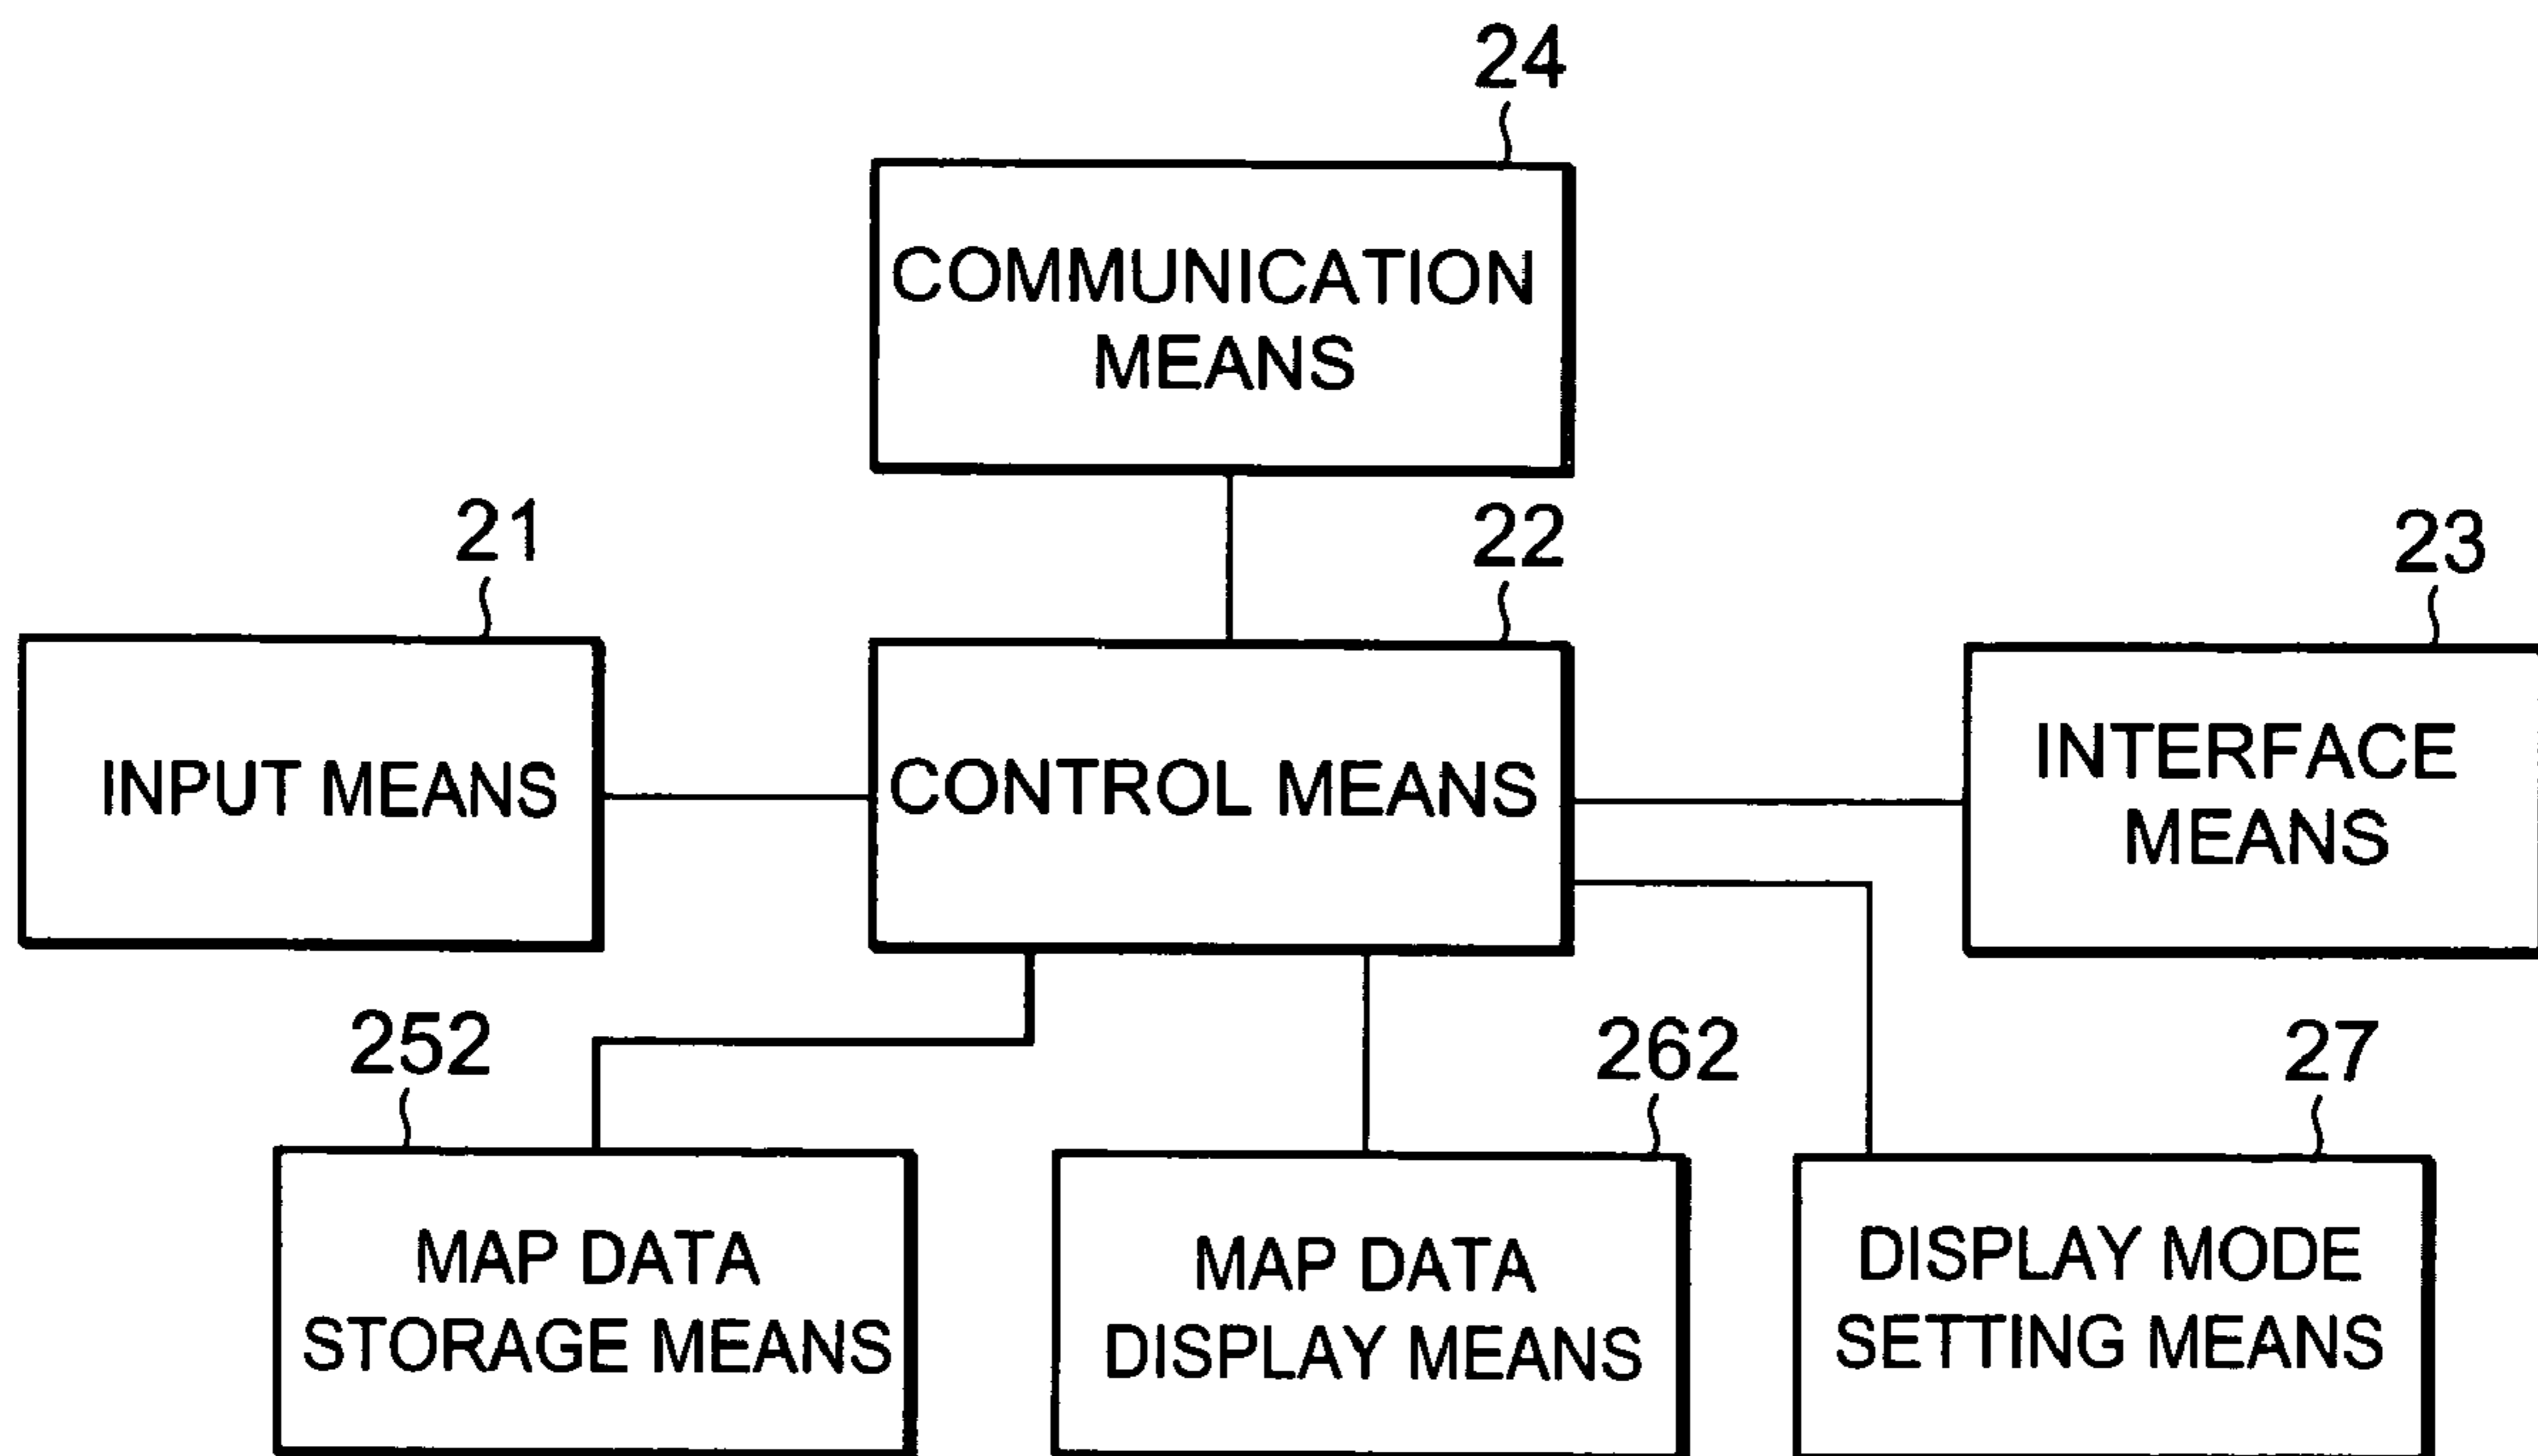 24
COMMUNICATION
MEANS
21
22
23
INPUT MEANS
CONTROL MEANS
INTERFACE
MEANS
252
262
27
MAP DATA
STORAGE MEANS
MAP DATA
DISPLAY MEANS
DISPLAY MODE
SETTING MEANS